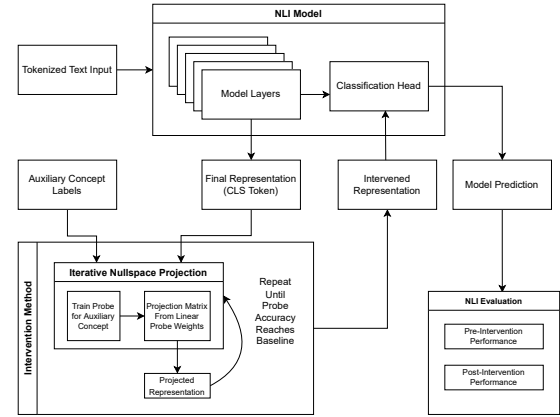 NLI Model
Tokenized Text Input
Model Layers
Classification Head
Auxiliary Concept
Labels
Final Representation
(CLS Token)
Intervened
Representation
Model Prediction
Intervention Method
Iterative Nullspace Projection
Train Probe
for Auxiliary
Concept
Projection Matrix
From Linear
Probe Weights
Projected
Representation
Repeat
Until
Probe
Accuracy
Reaches
Baseline
NLI Evaluation
Pre-Intervention
Performance
Post-Intervention
Performance